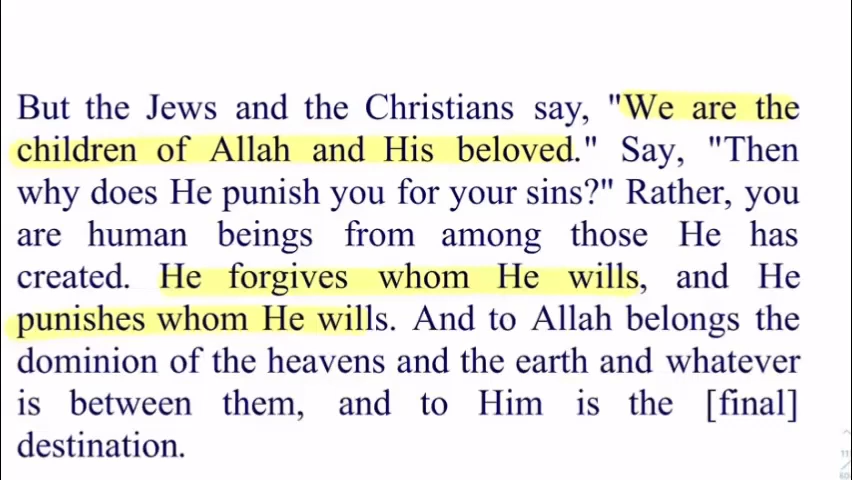 But the Jews and the Christians say, "We are the
children of Allah and His beloved." Say, "Then
why does He punish you for your sins?" Rather, you
are human beings from among those He has
created. He forgives whom He wills, and He
punishes whom He wills. And to Allah belongs the
dominion of the heavens and the earth and whatever
is between them, and to Him is the [final]
destination.